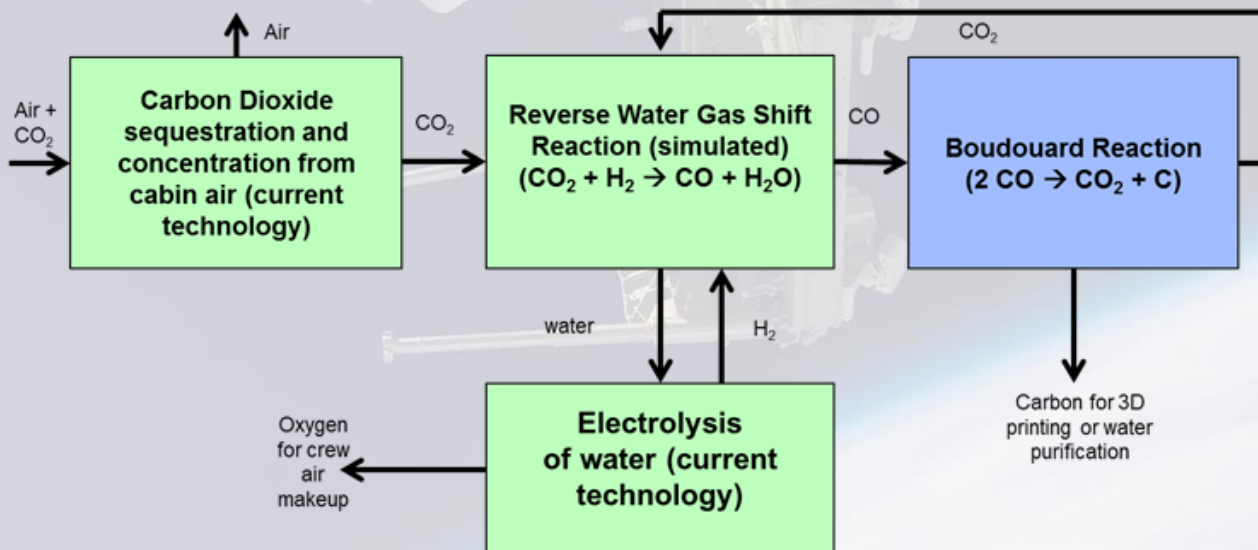 Air
CO₂
Air +
CO₂
Carbon Dioxide
sequestration and
concentration from
cabin air (current
technology)
CO₂
Reverse Water Gas Shift
Reaction (simulated)
(CO₂ + H₂ → CO + H₂O)
CO
Boudouard Reaction
(2 CO → CO₂ + C)
water
H₂
Oxygen
for crew
air
makeup
Electrolysis
of water (current
technology)
Carbon for 3D
printing or water
purification